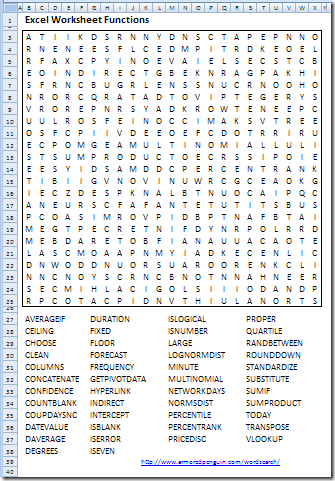 Excel Worksheet Functions
A T I I K D S R N N Y D N S C T A P E P N N O
R N E N E E S F L C E D M P I T R D K E O E L
R F A X C P Y I N O E V A I E L S E C S T C B
E O I N D I R E C T G B E K N R A G P A K H I
S F R N C B U G R L E N S S N U C R N O O H O
N R O R C Q R A T A D T O V I P T E G E R Y S
V R O R E P N R S Y A D K R O W T E N E E P C
U U L R O S F E I N O C C I M A K S V T R E E
O S F C P I I V D E E O E F C D O T R R I R U
E C P O M G E A M U L T I N O M I A L L U L I
S T S U M P R O D U C T O E C R S S I P O I E
E E S Y I D S A M D D C P E R C E N T R A N K
T I B I I G V N O V I N U W R C G C E A O K G
I E C Z D E S P K N A L B T N U O C A I P Q C
A N E U R S C F A F A N T E T U T I T S B U S
P C O A S I M R O V P I D B P T N A F B T A I
M E G T P E C R E T N I F D Y N R P O L R R D
M E B D A R E T O B F I A N A U U A C A O T E
L A S C M O A A P N M Y I A D K E C E N L I C
D N W O D D N U O R S U A R O O R E N K C L I
N N C N O Y S C R N C B N O T N N A H N E E R
S E C M I H L A C I G O L S I I I O D A N D P
R P C O T A C P I D N V T H I U L A N O R T S
AVERAGEIF DURATION ISLOGICAL PROPER
CEILING FIXED ISNUMBER QUARTILE
CHOOSE FLOOR LARGE RANDBETWEEN
CLEAN FORECAST LOGNORMDIST ROUNDDOWN
COLUMNS FREQUENCY MINUTE STANDARDIZE
CONCATENATE GETPIVOTDATA MULTINOMIAL SUBSTITUTE
CONFIDENCE HYPERLINK NETWORKDAYS SUMIF
COUNTBLANK INDIRECT NORMSDIST SUMPRODUCT
COUPDAYSNC INTERCEPT PERCENTILE TODAY
DATEVALUE ISBLANK PERCENTRANK TRANSPOSE
DAVERAGE ISERROR PRICEDISC VLOOKUP
DEGREES ISEVEN
http://www.armoredpenguin.com/wordsearch/